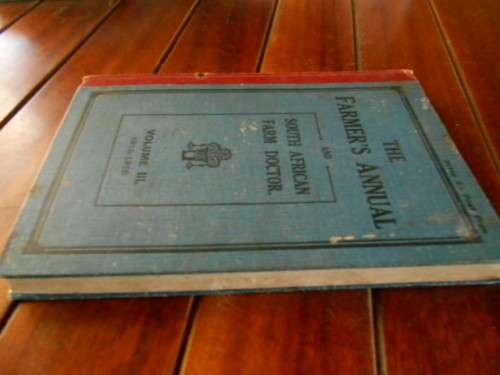 THE
FARMER'S ANNUAL
AND
SOUTH AFRICAN
FARM DOCTOR.
VOLUME III.